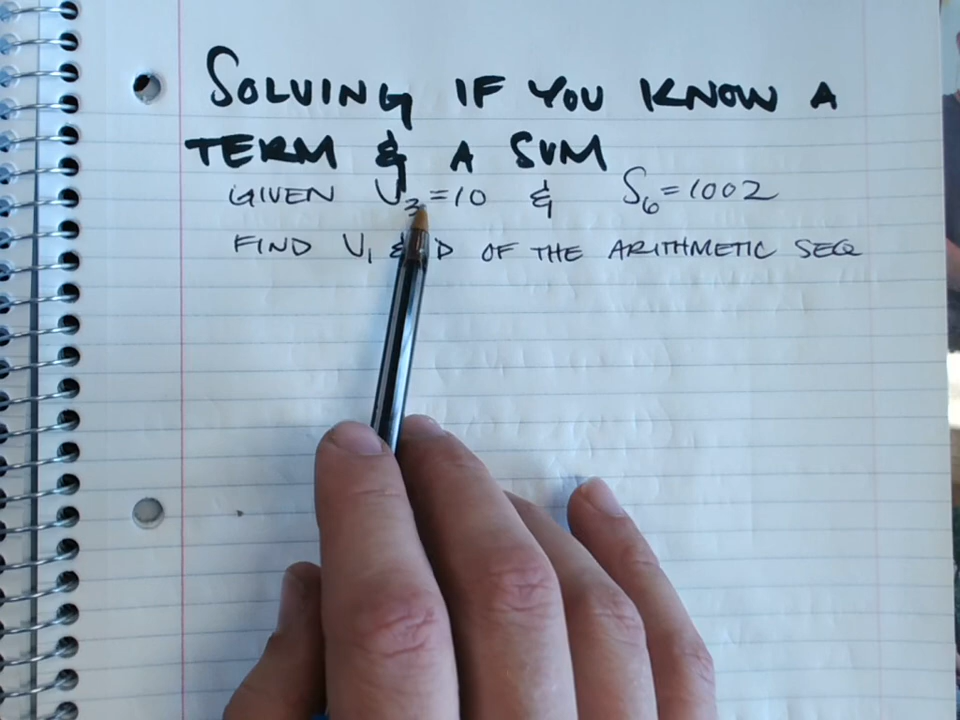 SOLVING IF YOU KNOW A
TERM & A SUM
GIVEN U3=10 & S6=1002
FIND U1 & D OF THE ARITHMETIC SEQ